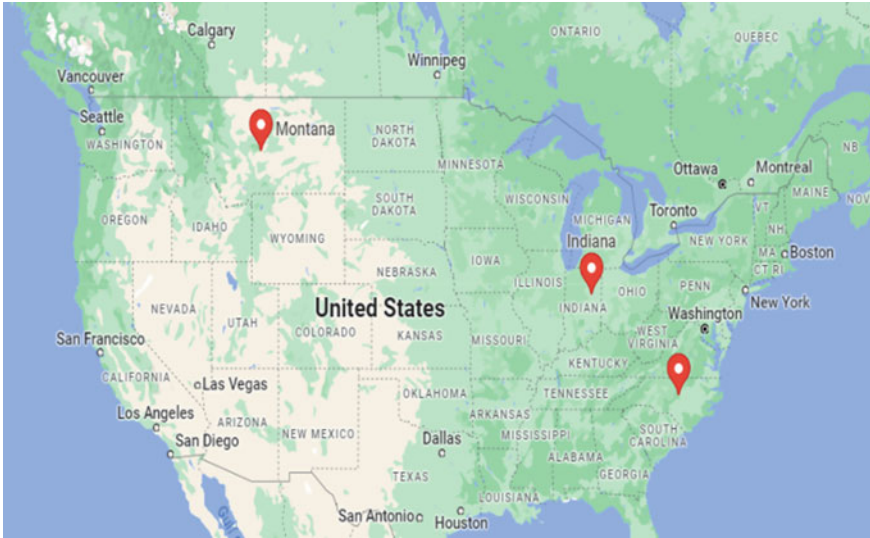 Calgary
ONTARIO
QUEBEC
Winnipeg
Vancouver
Seattle
WASHINGTON
Montana
NORTH
DAKOTA
MINNESOTA
Ottawa
Montreal
NB
MAINE
NOV
SOUTH
DAKOTA
WISCONSIN
MICHIGAN
Toronto
VT
NH
OREGON
IDAHO
WYOMING
Indiana
NEW YORK
MA
Boston
CT RI
IOWA
NEBRASKA
ILLINOIS
INDIANA
OHIO
PENN
New York
United States
Washington
NEVADA
UTAH
COLORADO
KANSAS
MISSOURI
WEST
VIRGINIA
San Francisco
KENTUCKY
CALIFORNIA
Las Vegas
OKLAHOMA
TENNESSEE
Los Angeles
ARIZONA
NEW MEXICO
ARKANSAS
MISSISSIPPI
SOUTH
CAROLINA
San Diego
Dallas
ALABAMA
GEORGIA
TEXAS
LOUISIANA
San Antonio
Houston
Gulf